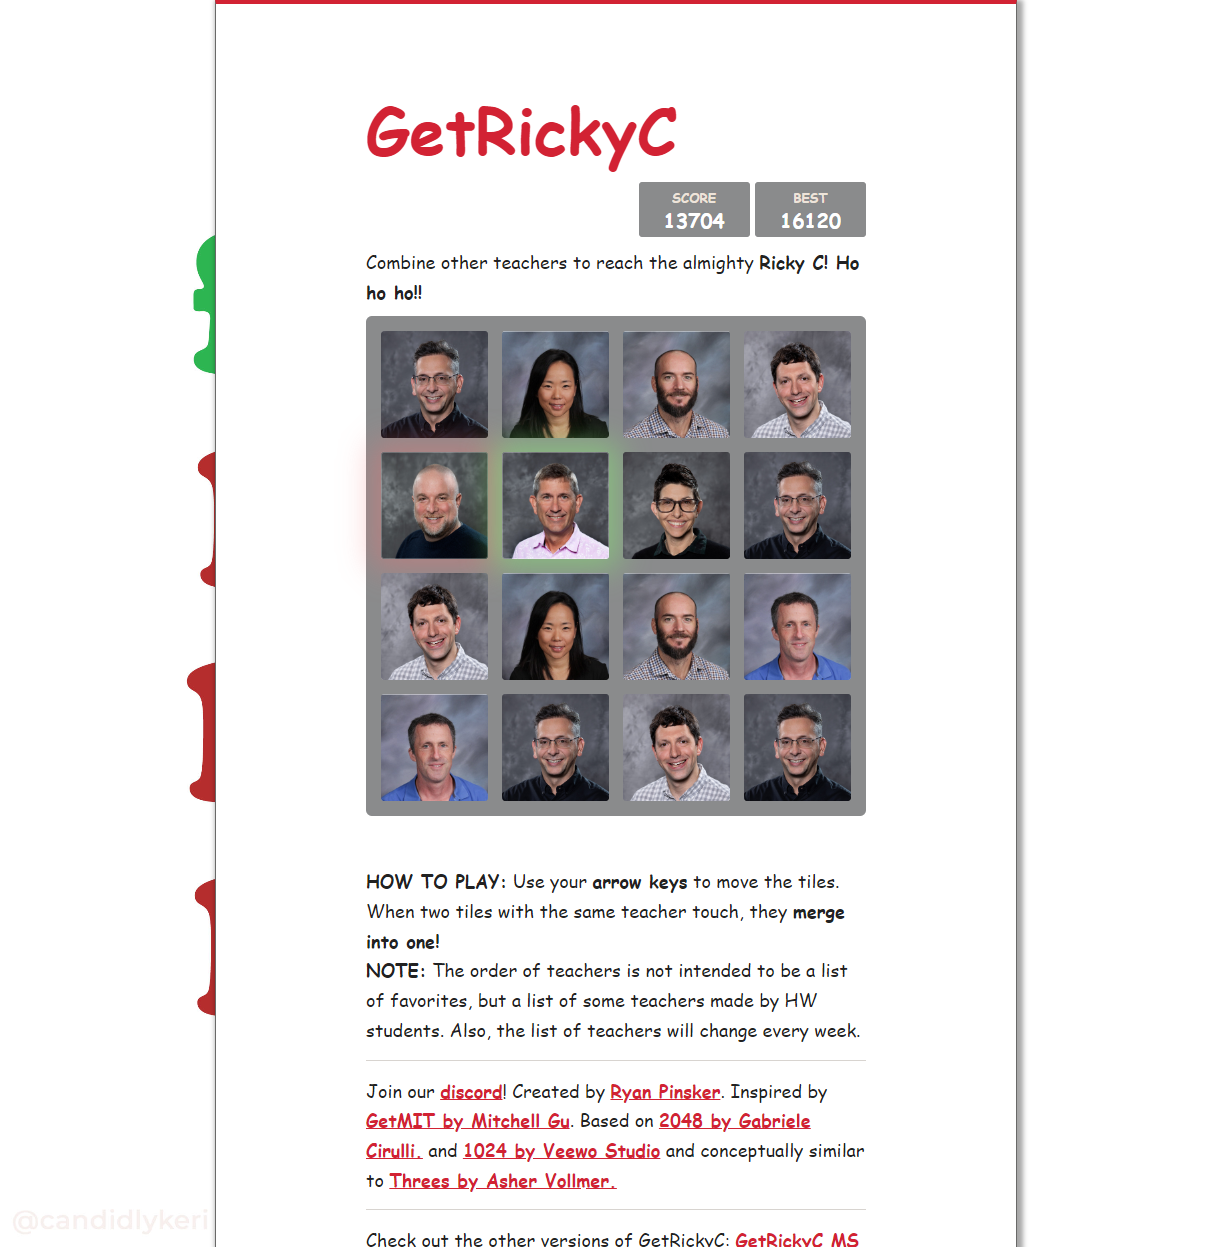 GetRickyC
SCORE
13704
BEST
16120
Combine other teachers to reach the almighty Ricky C! Ho
ho ho!!
HOW TO PLAY: Use your arrow keys to move the tiles.
When two tiles with the same teacher touch, they merge
into one!
NOTE: The order of teachers is not intended to be a list
of favorites, but a list of some teachers made by HW
students. Also, the list of teachers will change every week.
Join our discord! Created by Ryan Pinsker. Inspired by
GetMIT by Mitchell Gu. Based on 2048 by Gabriele
Cirulli. and 1024 by Veewo Studio and conceptually similar
to Threes by Asher Vollmer.
@candidlykeri
Check out the other versions of GetRickyC: GetRickyC MS